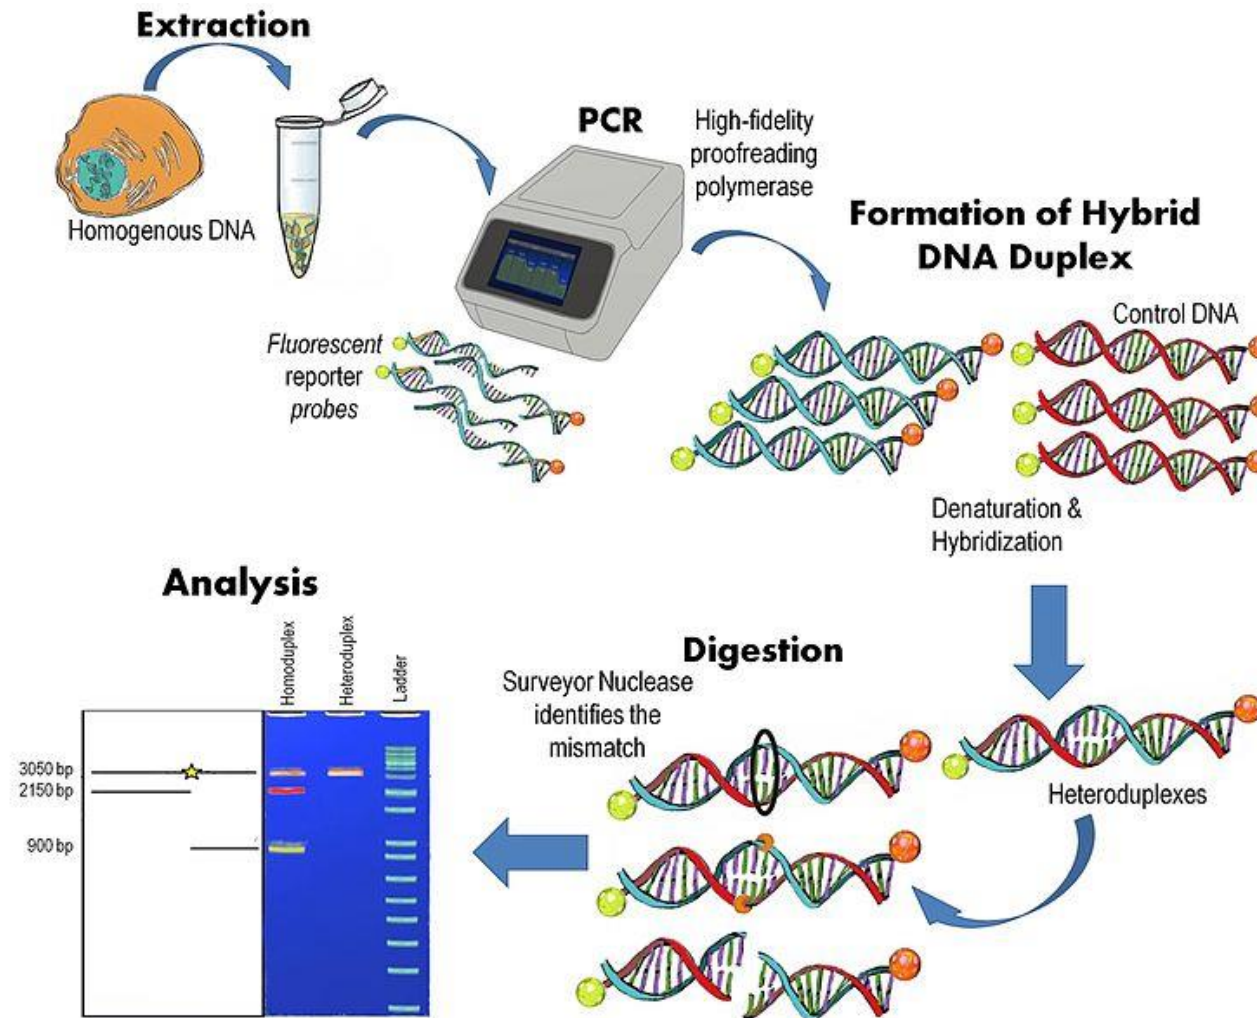 Extraction
Homogenous DNA
PCR
High-fidelity
proofreading
polymerase
Fluorescent
reporter
probes
Formation of Hybrid
DNA Duplex
Control DNA
Denaturation &
Hybridization
Heteroduplexes
Digestion
Surveyor Nuclease
identifies the
mismatch
Analysis
Homoduplex
Heteroduplex
Ladder
3050 bp
2150 bp
900 bp